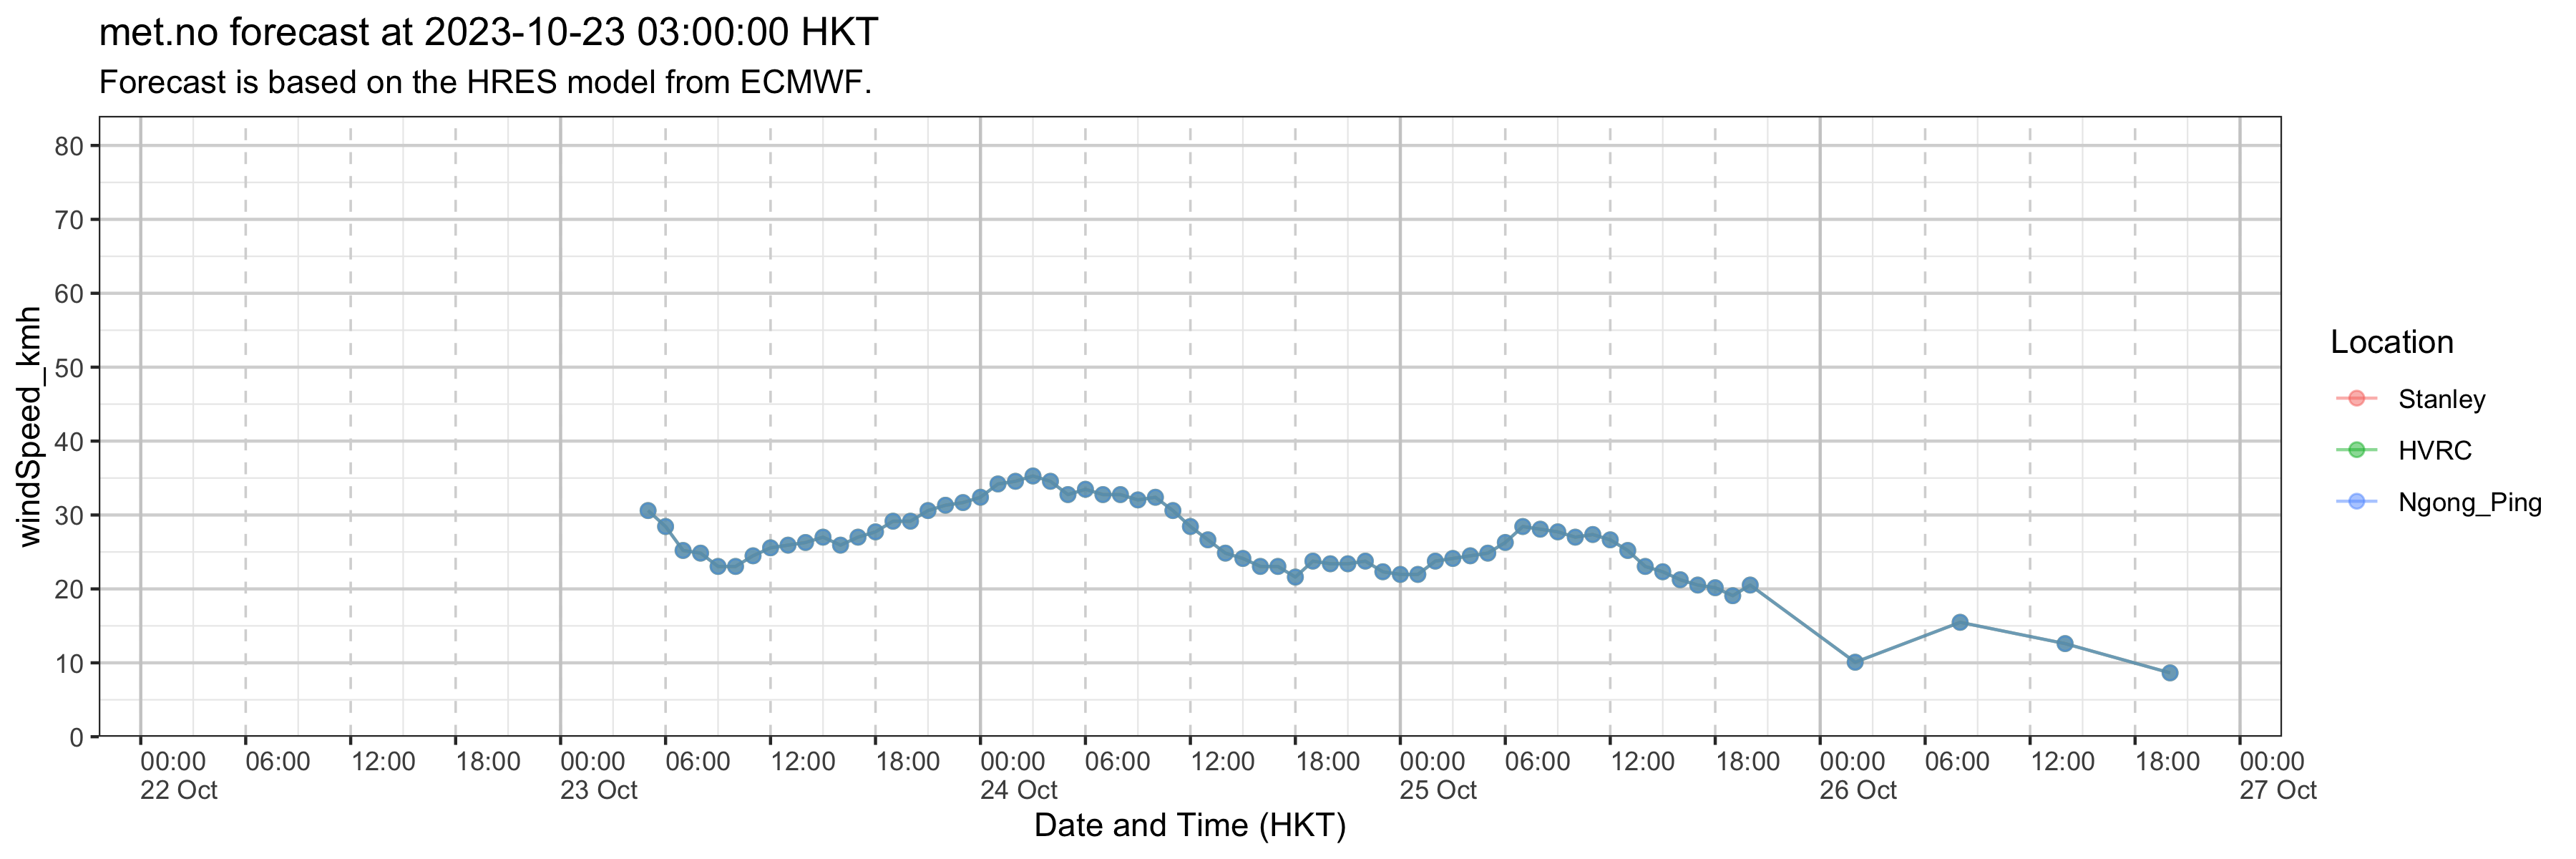 met.no forecast at 2023-10-23 03:00:00 HKT
Forecast is based on the HRES model from ECMWF.
windSpeed_kmh
80
70
60
50
40
30
20
10
0
00:00 06:00 12:00 18:00 00:00 06:00 12:00 18:00 00:00 06:00 12:00 18:00 00:00 06:00 12:00 18:00 00:00 06:00 12:00 18:00 00:00
22 Oct 23 Oct 24 Oct 25 Oct 26 Oct 27 Oct
Date and Time (HKT)
Location
Stanley
HVRC
Ngong_Ping